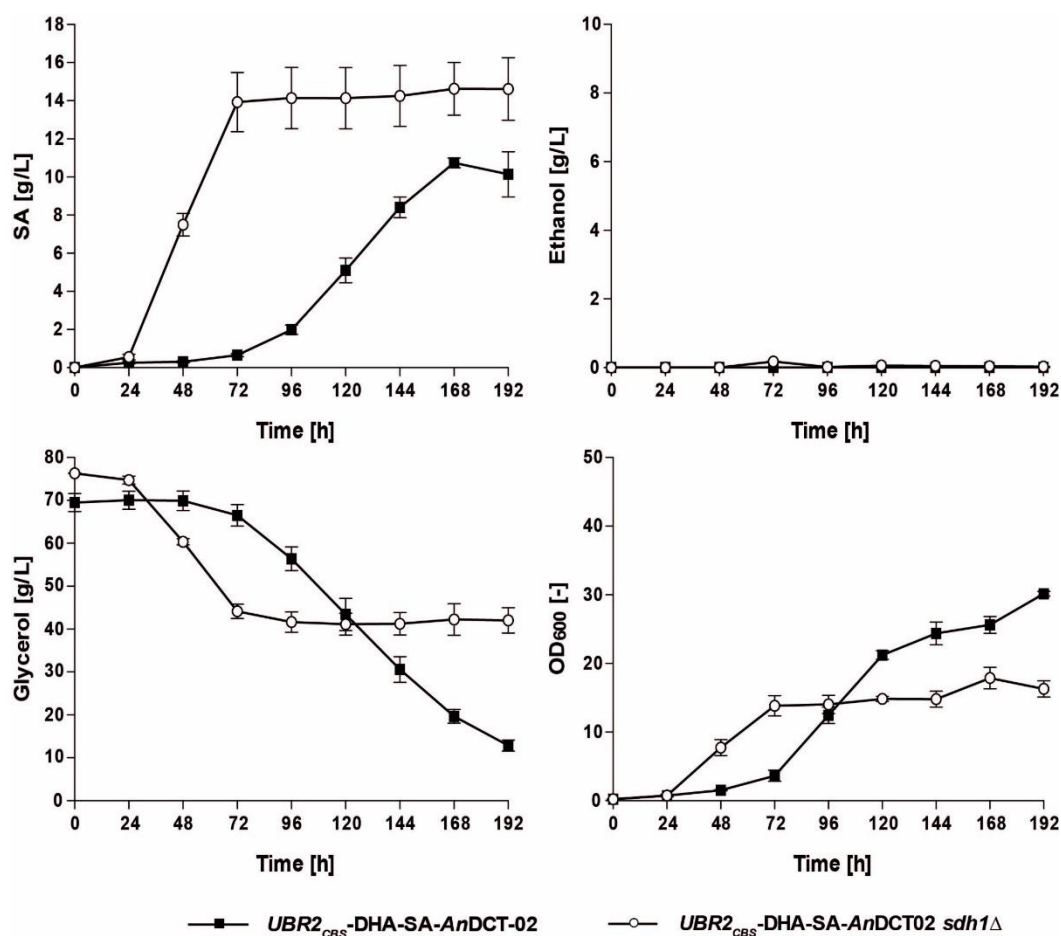 SA [g/L]
18
16
14
12
10
8
6
4
2
0
0 24 48 72 96 120 144 168 192
Time [h]
Ethanol [g/L]
10
8
6
4
2
0
0 24 48 72 96 120 144 168 192
Time [h]
Glycerol [g/L]
80
70
60
50
40
30
20
10
0
0 24 48 72 96 120 144 168 192
Time [h]
OD600 [-]
50
40
30
20
10
0
0 24 48 72 96 120 144 168 192
Time [h]
UBR2CBS-DHA-SA-AnDCT-02 UBR2CBS-DHA-SA-AnDCT02 sdh1Δ